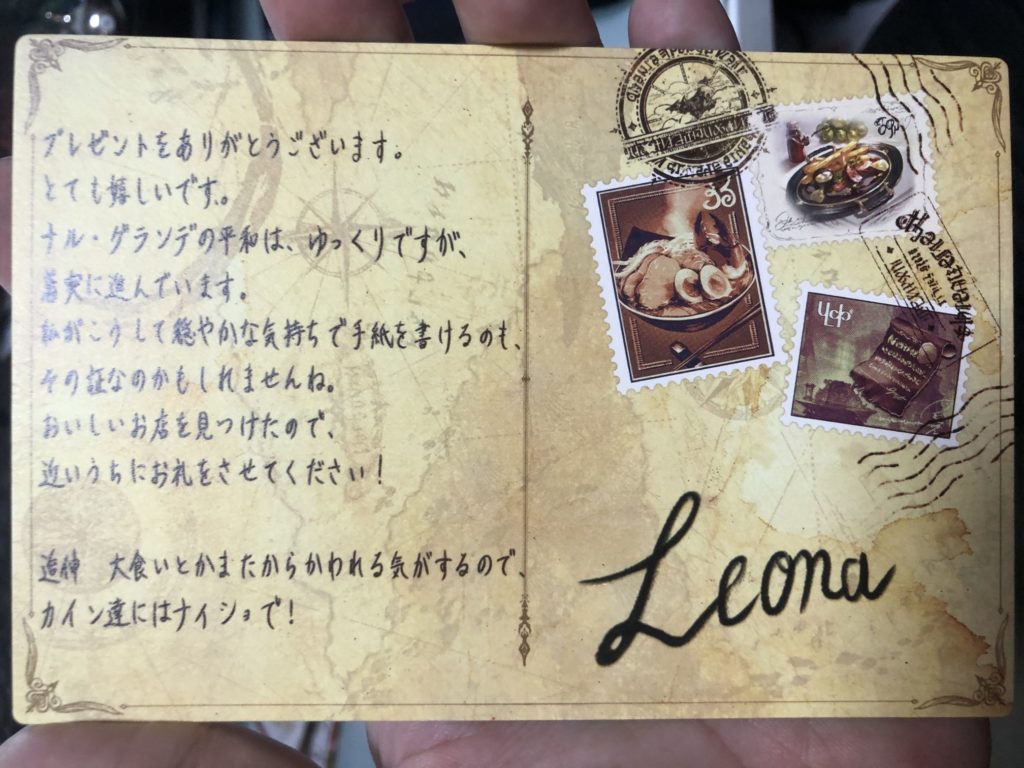 プレゼントをありがとうございます。
とても嬉しいです。
ナル・グランデの平和は、ゆっくりですが、
着実に進んでいます。
私がこうして穏やかな気持ちで手紙を書けるのも、
その証なのかもしれませんね。
おいしいお店を見つけたので、
近いうちにお礼をさせてください！
追伸　大食いとかまたからかわれる気がするので、
カイン達にはナイショで！
Leona